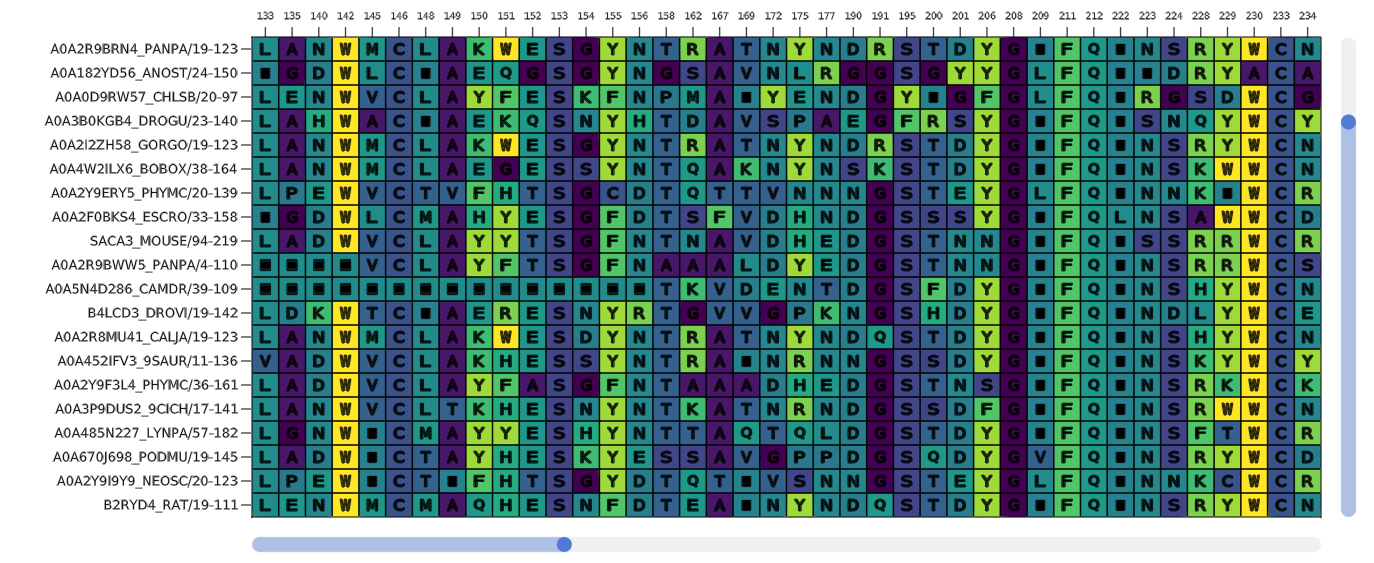 133 135 140 142 145 146 148 149 150 151 152 153 154 155 156 158 162 167 169 172 175 177 190 191 195 200 201 206 208 209 211 212 222 223 224 228 229 230 233 234
A0A2R9BRN4_PANPA/19-123 L A N W M C L A K W E S G Y N T R A T N Y N D R S T D Y G ■ F Q ■ N S R Y W C N
A0A182YD56_ANOST/24-150 ■ G D W L C ■ A E Q G S G Y N G S A V N L R G G S G Y Y G L F Q ■ ■ D R Y A C A
A0A0D9RW57_CHLSB/20-97 L E N W V C L A Y F E S K F N P M A ■ Y E N D G Y ■ G F G L F Q ■ R G S D W C G
A0A3B0KGB4_DROGU/23-140 L A H W A C ■ A E K Q S N Y H T D A V S P A E G F R S Y G ■ F Q ■ S N Q Y W C Y
A0A2I2ZH58_GORGO/19-123 L A N W M C L A K W E S G Y N T R A T N Y N D R S T D Y G ■ F Q ■ N S R Y W C N
A0A4W2ILX6_BOBOX/38-164 L A N W M C L A E G E S S Y N T Q A K N Y N S K S T D Y G ■ F Q ■ N S K W W C N
A0A2Y9ERY5_PHYMC/20-139 L P E W V C T V F H T S G C D T Q T T V N N N G S T E Y G L F Q ■ N N K ■ W C R
A0A2F0BKS4_ESCRO/33-158 ■ G D W L C M A H Y E S G F D T S F V D H N D G S S S Y G ■ F Q L N S A W W C D
SACA3_MOUSE/94-219 L A D W V C L A Y Y T S G F N T N A V D H E D G S T N N G ■ F Q ■ S S R R W C R
A0A2R9BWW5_PANPA/4-110 ■ ■ ■ ■ V C L A Y F T S G F N A A A L D Y E D G S T N N G ■ F Q ■ N S R R W C S
A0A5N4D286_CAMDR/39-109 ■ ■ ■ ■ ■ ■ ■ ■ ■ ■ ■ ■ ■ ■ ■ T K V D E N T D G S F D Y G ■ F Q ■ N S H Y W C N
B4LCD3_DROVI/19-142 L D K W T C ■ A E R E S N Y R T G V V G P K N G S H D Y G ■ F Q ■ N D L Y W C E
A0A2R8MU41_CALJA/19-123 L A N W M C L A K W E S D Y N T R A T N Y N D Q S T D Y G ■ F Q ■ N S H Y W C N
A0A452IFV3_9SAUR/11-136 V A D W V C L A K H E S S Y N T R A ■ N R N N G S S D Y G ■ F Q ■ N S K Y W C Y
A0A2Y9F3L4_PHYMC/36-161 L A D W V C L A Y F A S G F N T A A A D H E D G S T N S G ■ F Q ■ N S R K W C K
A0A3P9DUS2_9CICH/17-141 L A N W V C L T K H E S N Y N T K A T N R N D G S S D F G ■ F Q ■ N S R W W C N
A0A485N227_LYNPA/57-182 L G N W ■ C M A Y Y E S H Y N T T A Q T Q L D G S T D Y G ■ F Q ■ N S F T W C R
A0A670J698_PODMU/19-145 L A D W ■ C T A Y H E S K Y E S S A V G P P D G S Q D Y G V F Q ■ N S R Y W C D
A0A2Y9I9Y9_NEOSC/20-123 L P E W ■ C T ■ F H T S G Y D T Q T ■ V S N N G S T E Y G L F Q ■ N N K C W C R
B2RYD4_RAT/19-111 L E N W M C M A Q H E S N F D T E A ■ N Y N D Q S T D Y G ■ F Q ■ N S R Y W C N